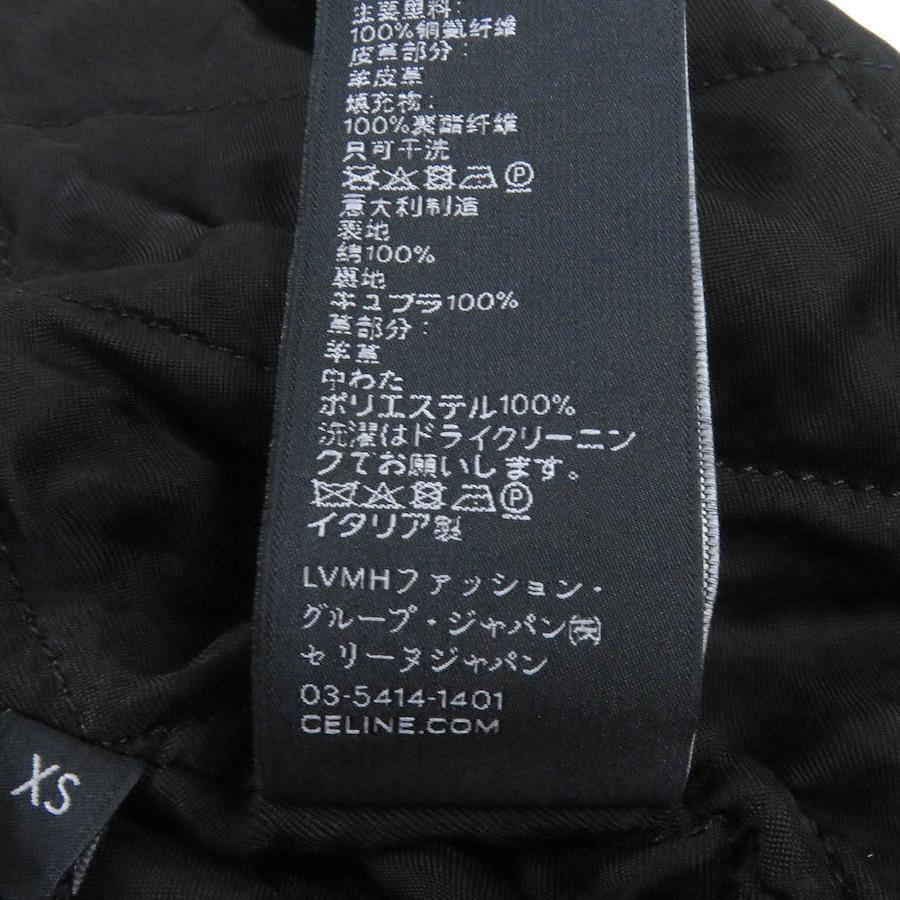 主要里料:
100%铜氨纤维
皮革部分:
羊皮革
填充物:
100%聚酯纤维
只可干洗
P
意大利制造
表地
綿100%
裏地
キュプラ100%
革部分:
羊革
中わた
ポリエステル100%
洗濯はドライクリーニン
クてお願いします。
P
イタリア製
LVMHファッション・
グループ・ジャパン㈱
セリーヌジャパン
03-5414-1401
CELINE.COM
XS